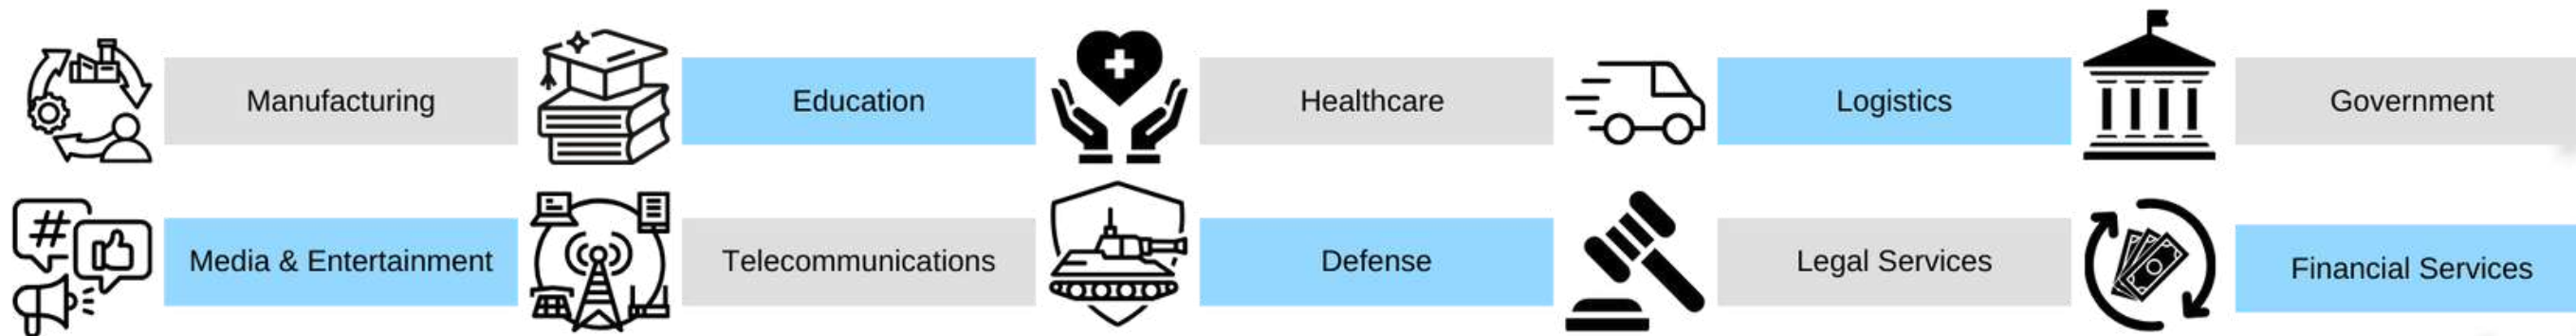 Manufacturing
Education
Healthcare
Logistics
Government
#
Media & Entertainment
Telecommunications
Defense
Legal Services
Financial Services